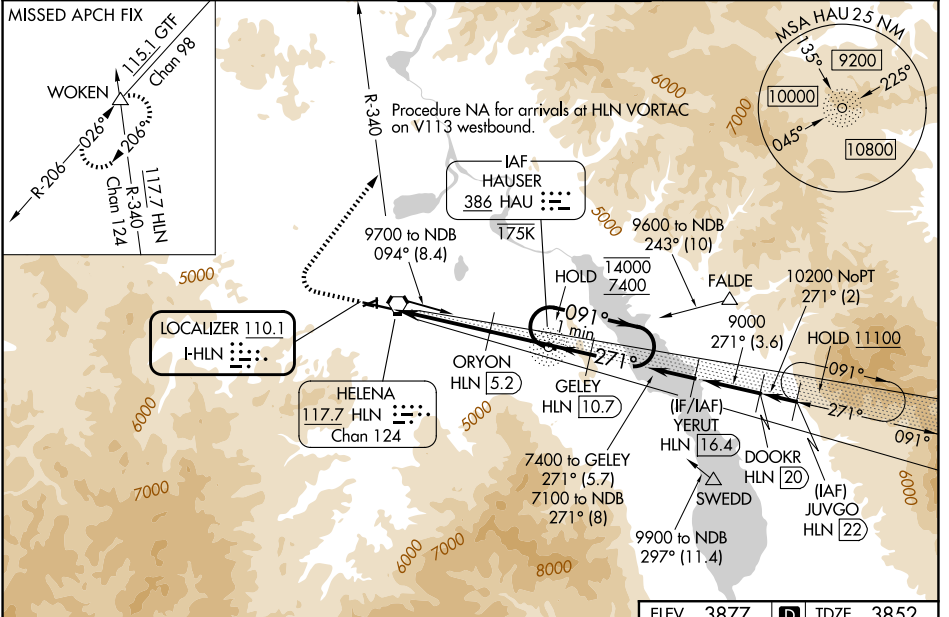 MISSED APCH FIX
115.1 GTF
Chan 98
WOKEN
026°
206°
R-206
R-340
117.7 HLN
Chan 124
R-340
Procedure NA for arrivals at HLN VORTAC
on V113 westbound.
MSA HAU 25 NM
135°
9200
225°
10000
045°
10800
6000
7000
IAF
HAUSER
386 HAU
175K
5000
9700 to NDB
094° (8.4)
9600 to NDB
243° (10)
HOLD
14000
7400
FALDE
10200 NoPT
271° (2)
9000
271° (3.6)
HOLD 11100
5000
091°
1 min
271°
091°
271°
091°
LOCALIZER 110.1
I-HLN
ORYON
HLN 5.2
GELEY
HLN 10.7
HELENA
117.7 HLN
Chan 124
5000
6000
(IF/IAF)
YERUT
HLN 16.4
DOOKR
HLN 20
(IAF)
JUVGO
HLN 22
6000
7400 to GELEY
271° (5.7)
7100 to NDB
271° (8)
SWEDD
9900 to NDB
297° (11.4)
7000
6000
7000
8000
ELEV 3877
D
TDZE 3852